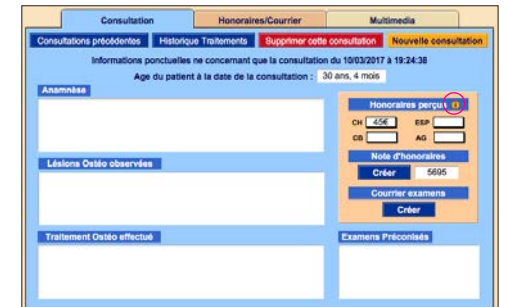 Consultation Honoraires/Courrier Multimedia
Consultations précédentes Historique Traitements Supprimer cette consultation Nouvelle consultation
Informations ponctuelles ne concernant que la consultation du 10/03/2017 à 19:24:38
Age du patient à la date de la consultation : 30 ans, 4 mois
Anamnèse
Honoraires perçus
CH 45€ ESP
CB AG
Note d'honoraires
Lésions Ostéo observées
Créer 5695
Courrier examens
Créer
Traitement Ostéo effectué Examens Préconisés